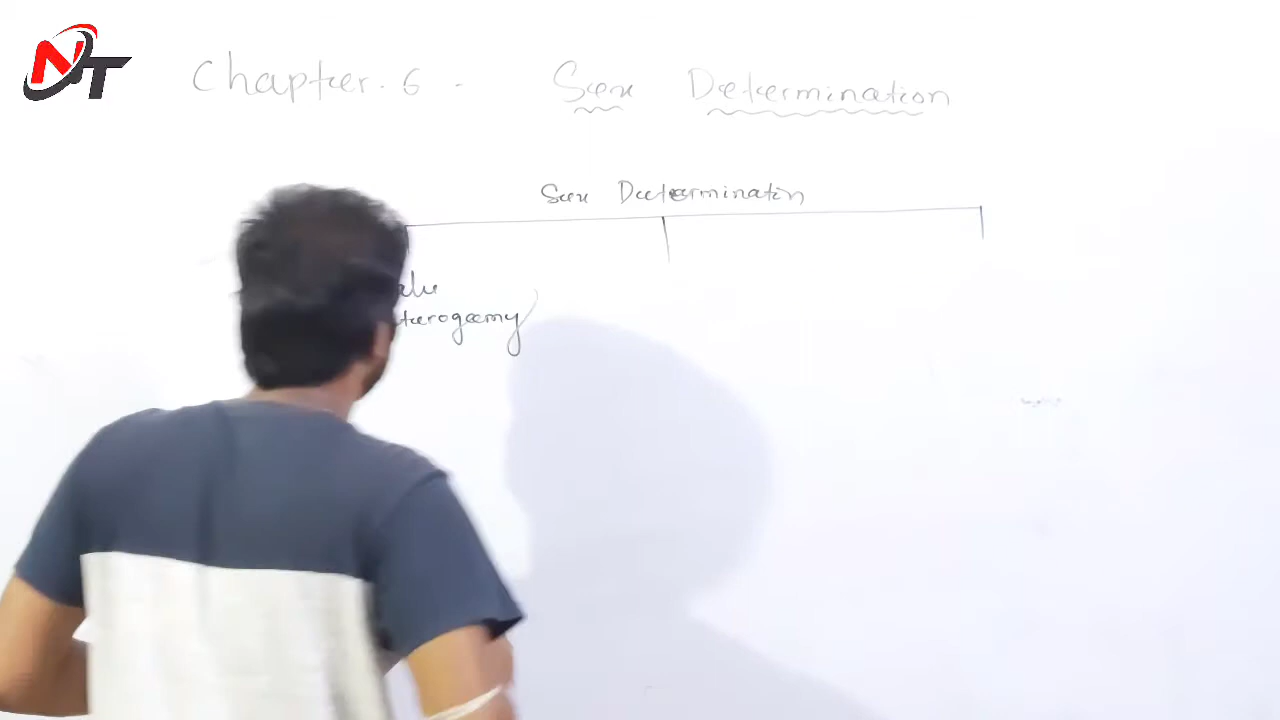 NT
Chapter. 6. Sex Determination
Sex Determination
terogamy